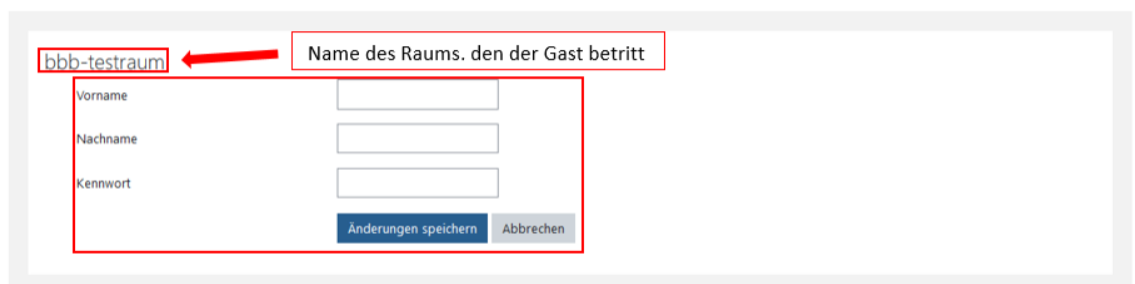 bbb-testraum
Name des Raums. den der Gast betritt
Vorname
Nachname
Kennwort
Änderungen speichern Abbrechen